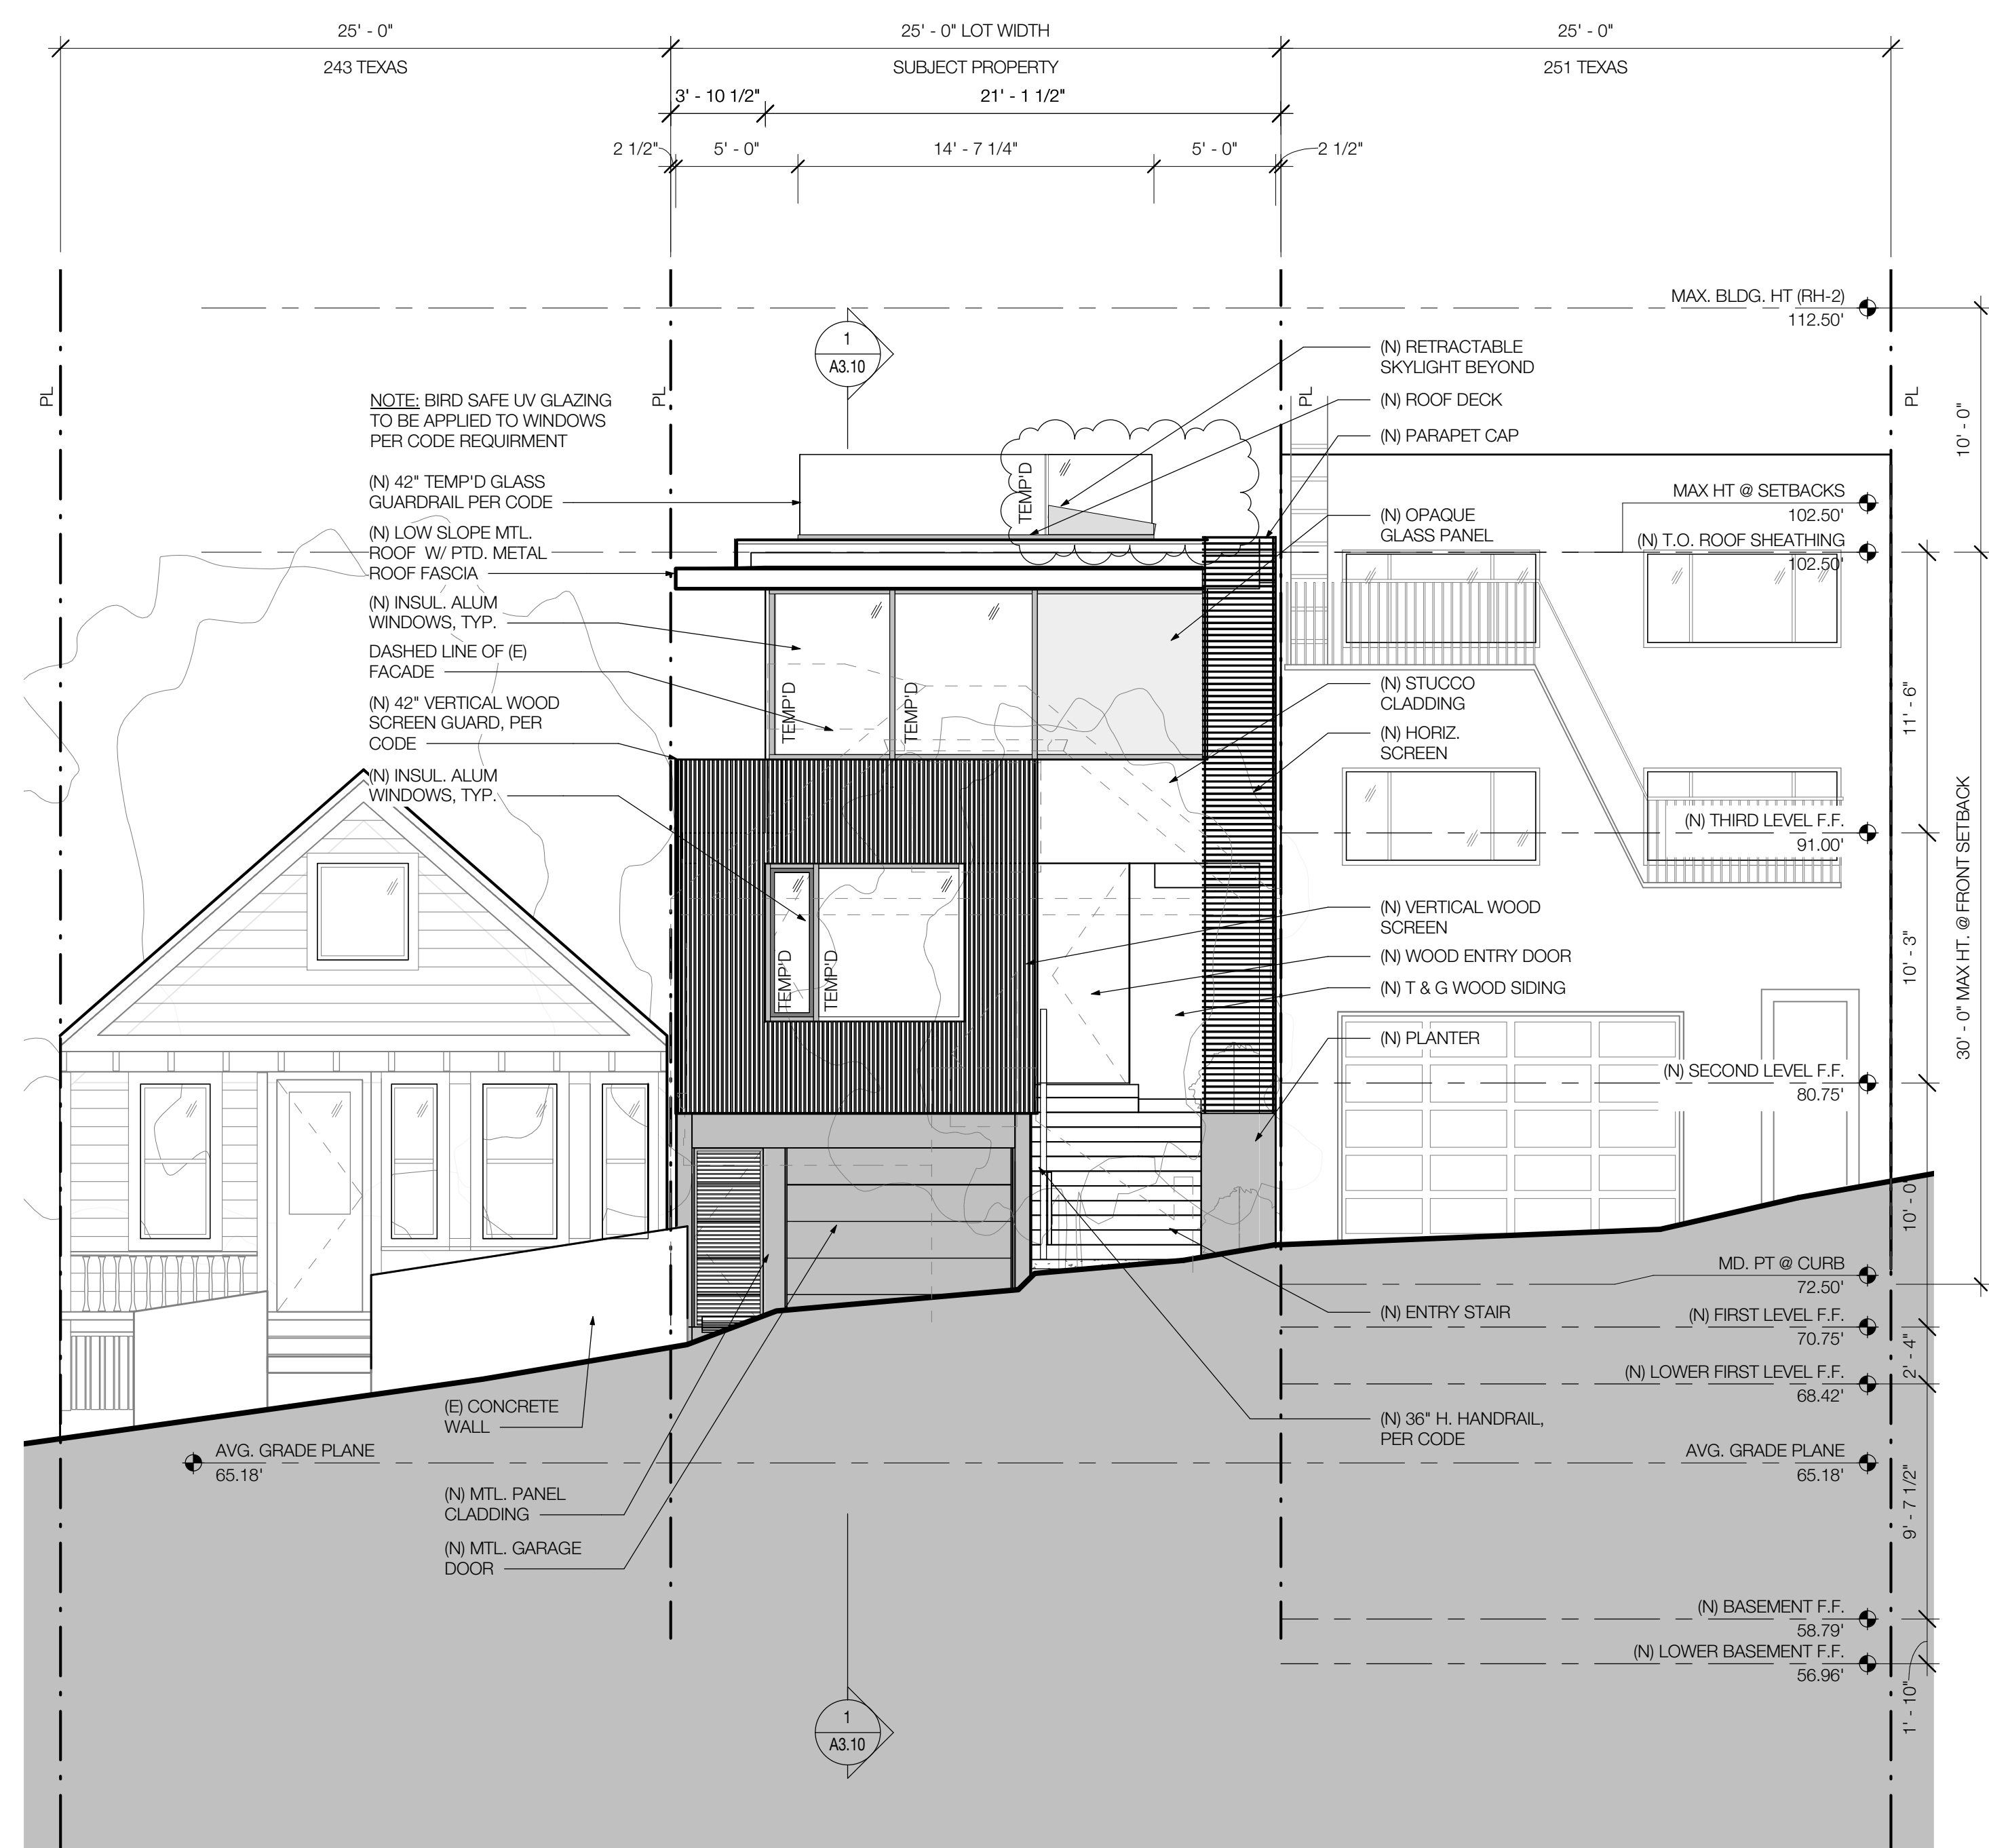 25' - 0"
25' - 0" LOT WIDTH
25' - 0"
243 TEXAS
SUBJECT PROPERTY
251 TEXAS
3' - 10 1/2"
21' - 1 1/2"
2 1/2"
5' - 0"
14' - 7 1/4"
5' - 0"
2 1/2"
PL
PL
PL
PL
1
A3.10
NOTE: BIRD SAFE UV GLAZING
TO BE APPLIED TO WINDOWS
PER CODE REQUIRMENT
(N) 42" TEMP'D GLASS
GUARDRAIL PER CODE
(N) LOW SLOPE MTL.
ROOF W/ PTD. METAL
ROOF FASCIA
(N) INSUL. ALUM
WINDOWS, TYP.
DASHED LINE OF (E)
FACADE
(N) 42" VERTICAL WOOD
SCREEN GUARD, PER
CODE
(N) INSUL. ALUM
WINDOWS, TYP.
TEMP'D
TEMP'D
TEMP'D
TEMP'D
TEMP'D
(N) RETRACTABLE
SKYLIGHT BEYOND
(N) ROOF DECK
(N) PARAPET CAP
(N) OPAQUE
GLASS PANEL
(N) STUCCO
CLADDING
(N) HORIZ.
SCREEN
(N) VERTICAL WOOD
SCREEN
(N) WOOD ENTRY DOOR
(N) T & G WOOD SIDING
(N) PLANTER
(N) ENTRY STAIR
(N) 36" H. HANDRAIL,
PER CODE
MAX. BLDG. HT (RH-2)
112.50'
MAX HT @ SETBACKS
102.50'
(N) T.O. ROOF SHEATHING
102.50'
(N) THIRD LEVEL F.F.
91.00'
(N) SECOND LEVEL F.F.
80.75'
MD. PT @ CURB
72.50'
(N) FIRST LEVEL F.F.
70.75'
(N) LOWER FIRST LEVEL F.F.
68.42'
AVG. GRADE PLANE
65.18'
(N) BASEMENT F.F.
58.79'
(N) LOWER BASEMENT F.F.
56.96'
10' - 0"
11' - 6"
10' - 3"
30' - 0" MAX HT. @ FRONT SETBACK
10' - 0"
2' - 4"
9' - 7 1/2"
1' - 10"
(E) CONCRETE
WALL
AVG. GRADE PLANE
65.18'
(N) MTL. PANEL
CLADDING
(N) MTL. GARAGE
DOOR
1
A3.10